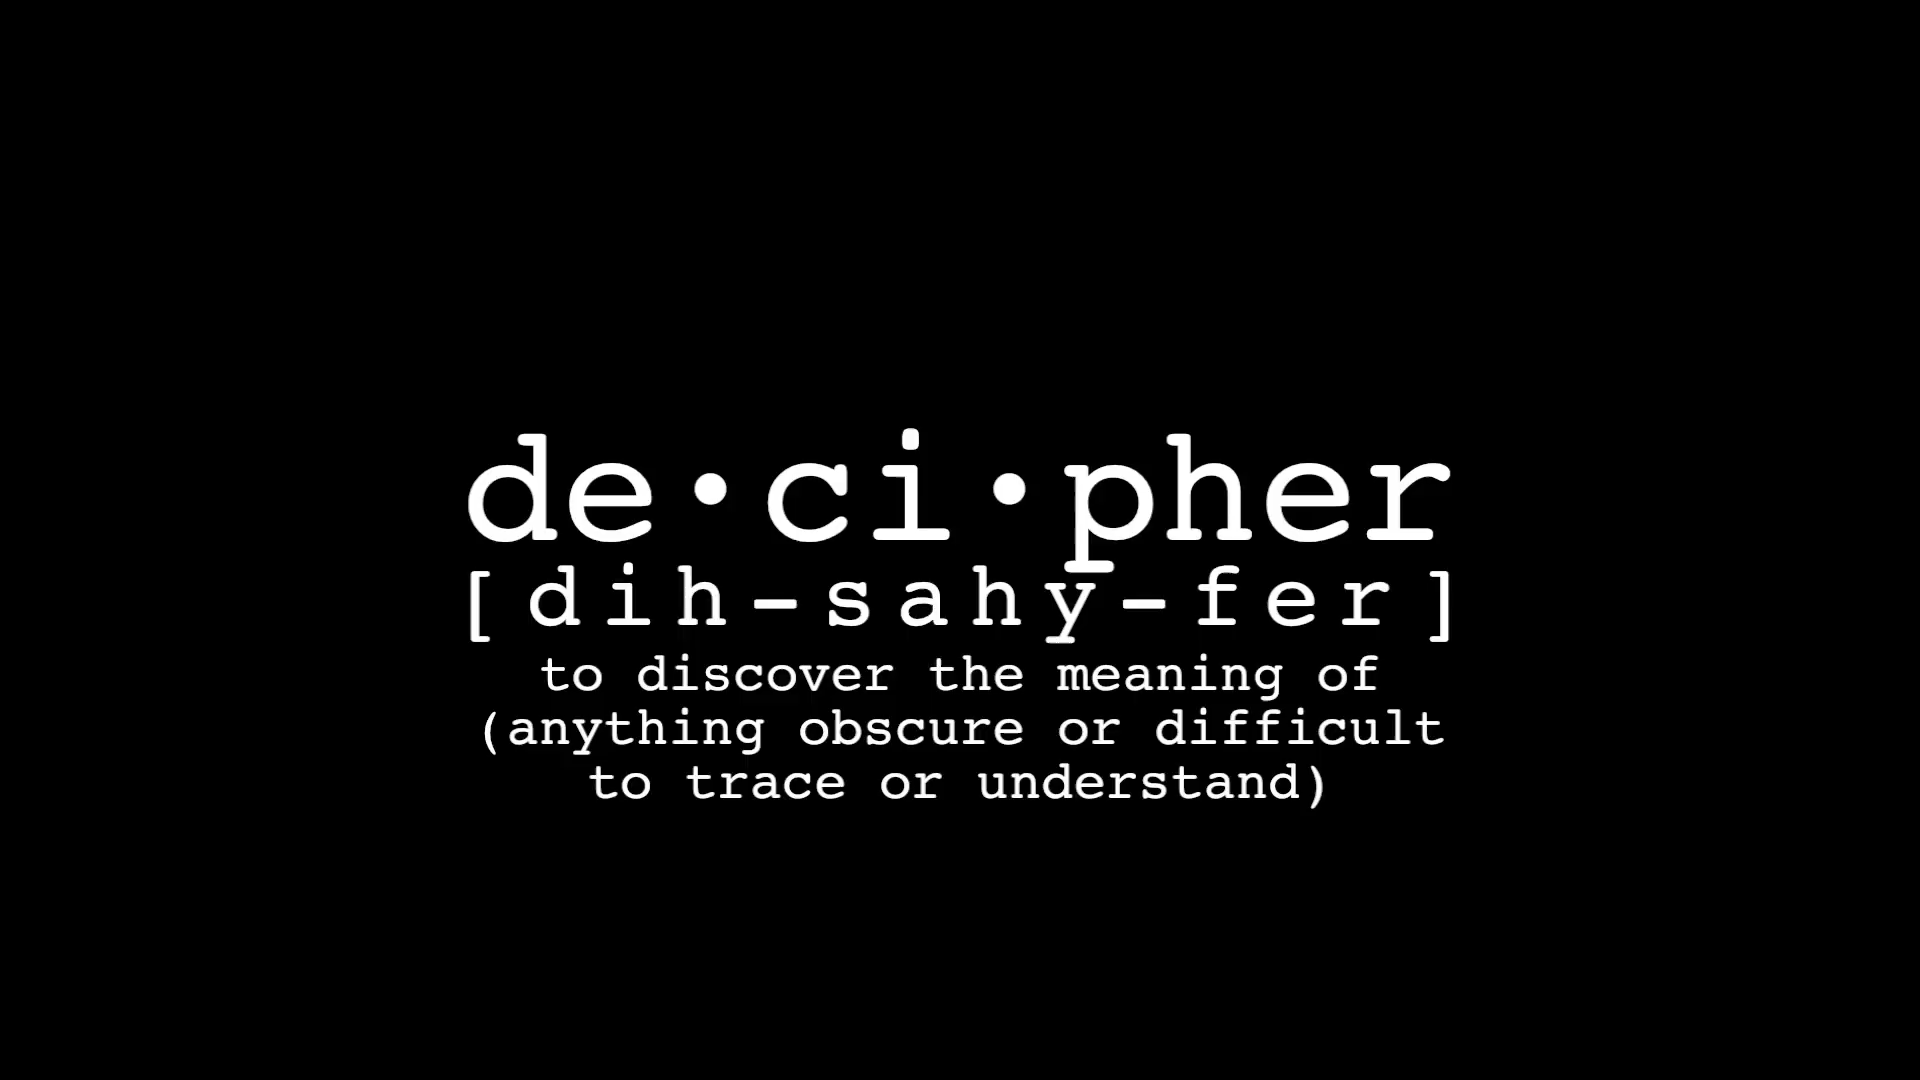 de•ci•pher
[dih-sahy-fer]
to discover the meaning of
(anything obscure or difficult
to trace or understand)